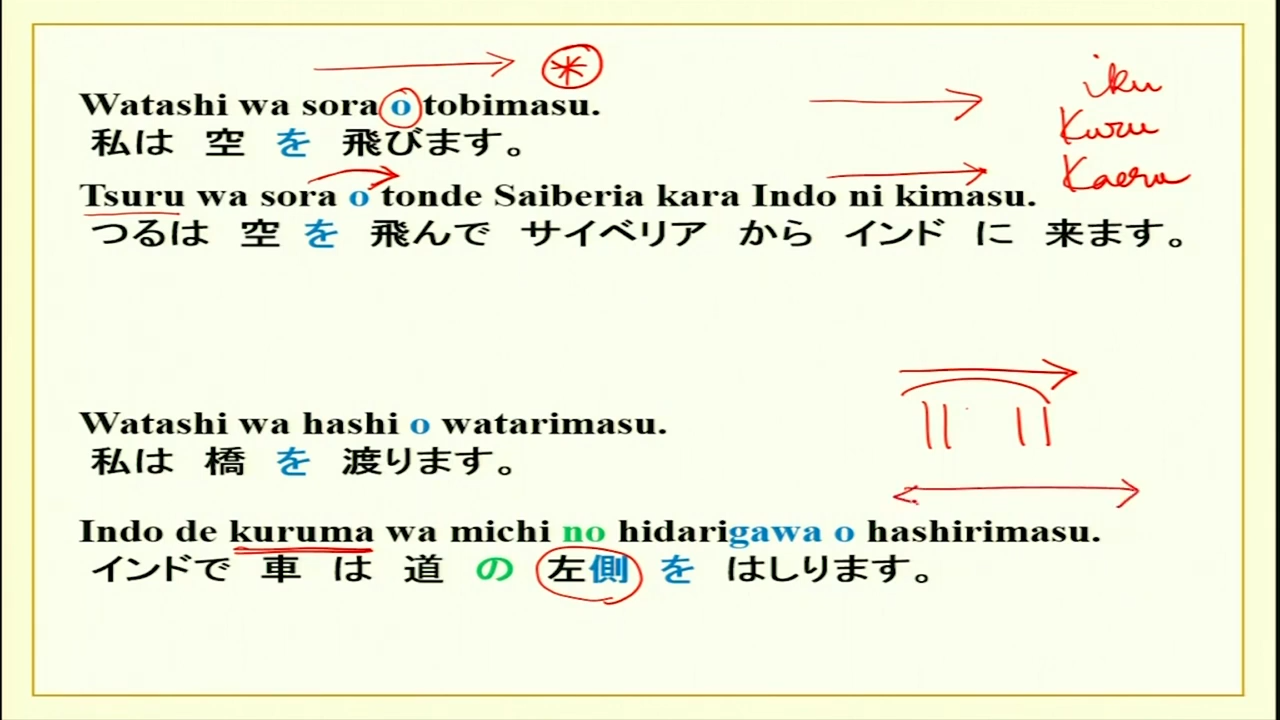 Watashi wa sora o tobimasu.
私は 空 を 飛びます。
Tsuru wa sora o tonde Saiberia kara Indo ni kimasu.
つるは 空 を 飛んで サイベリア から インド に 来ます。
iku
Kuru
Kaeru
Watashi wa hashi o watarimasu.
私は 橋 を 渡ります。
Indo de kuruma wa michi no hidarigawa o hashirimasu.
インドで 車 は 道 の 左側 を はしります。